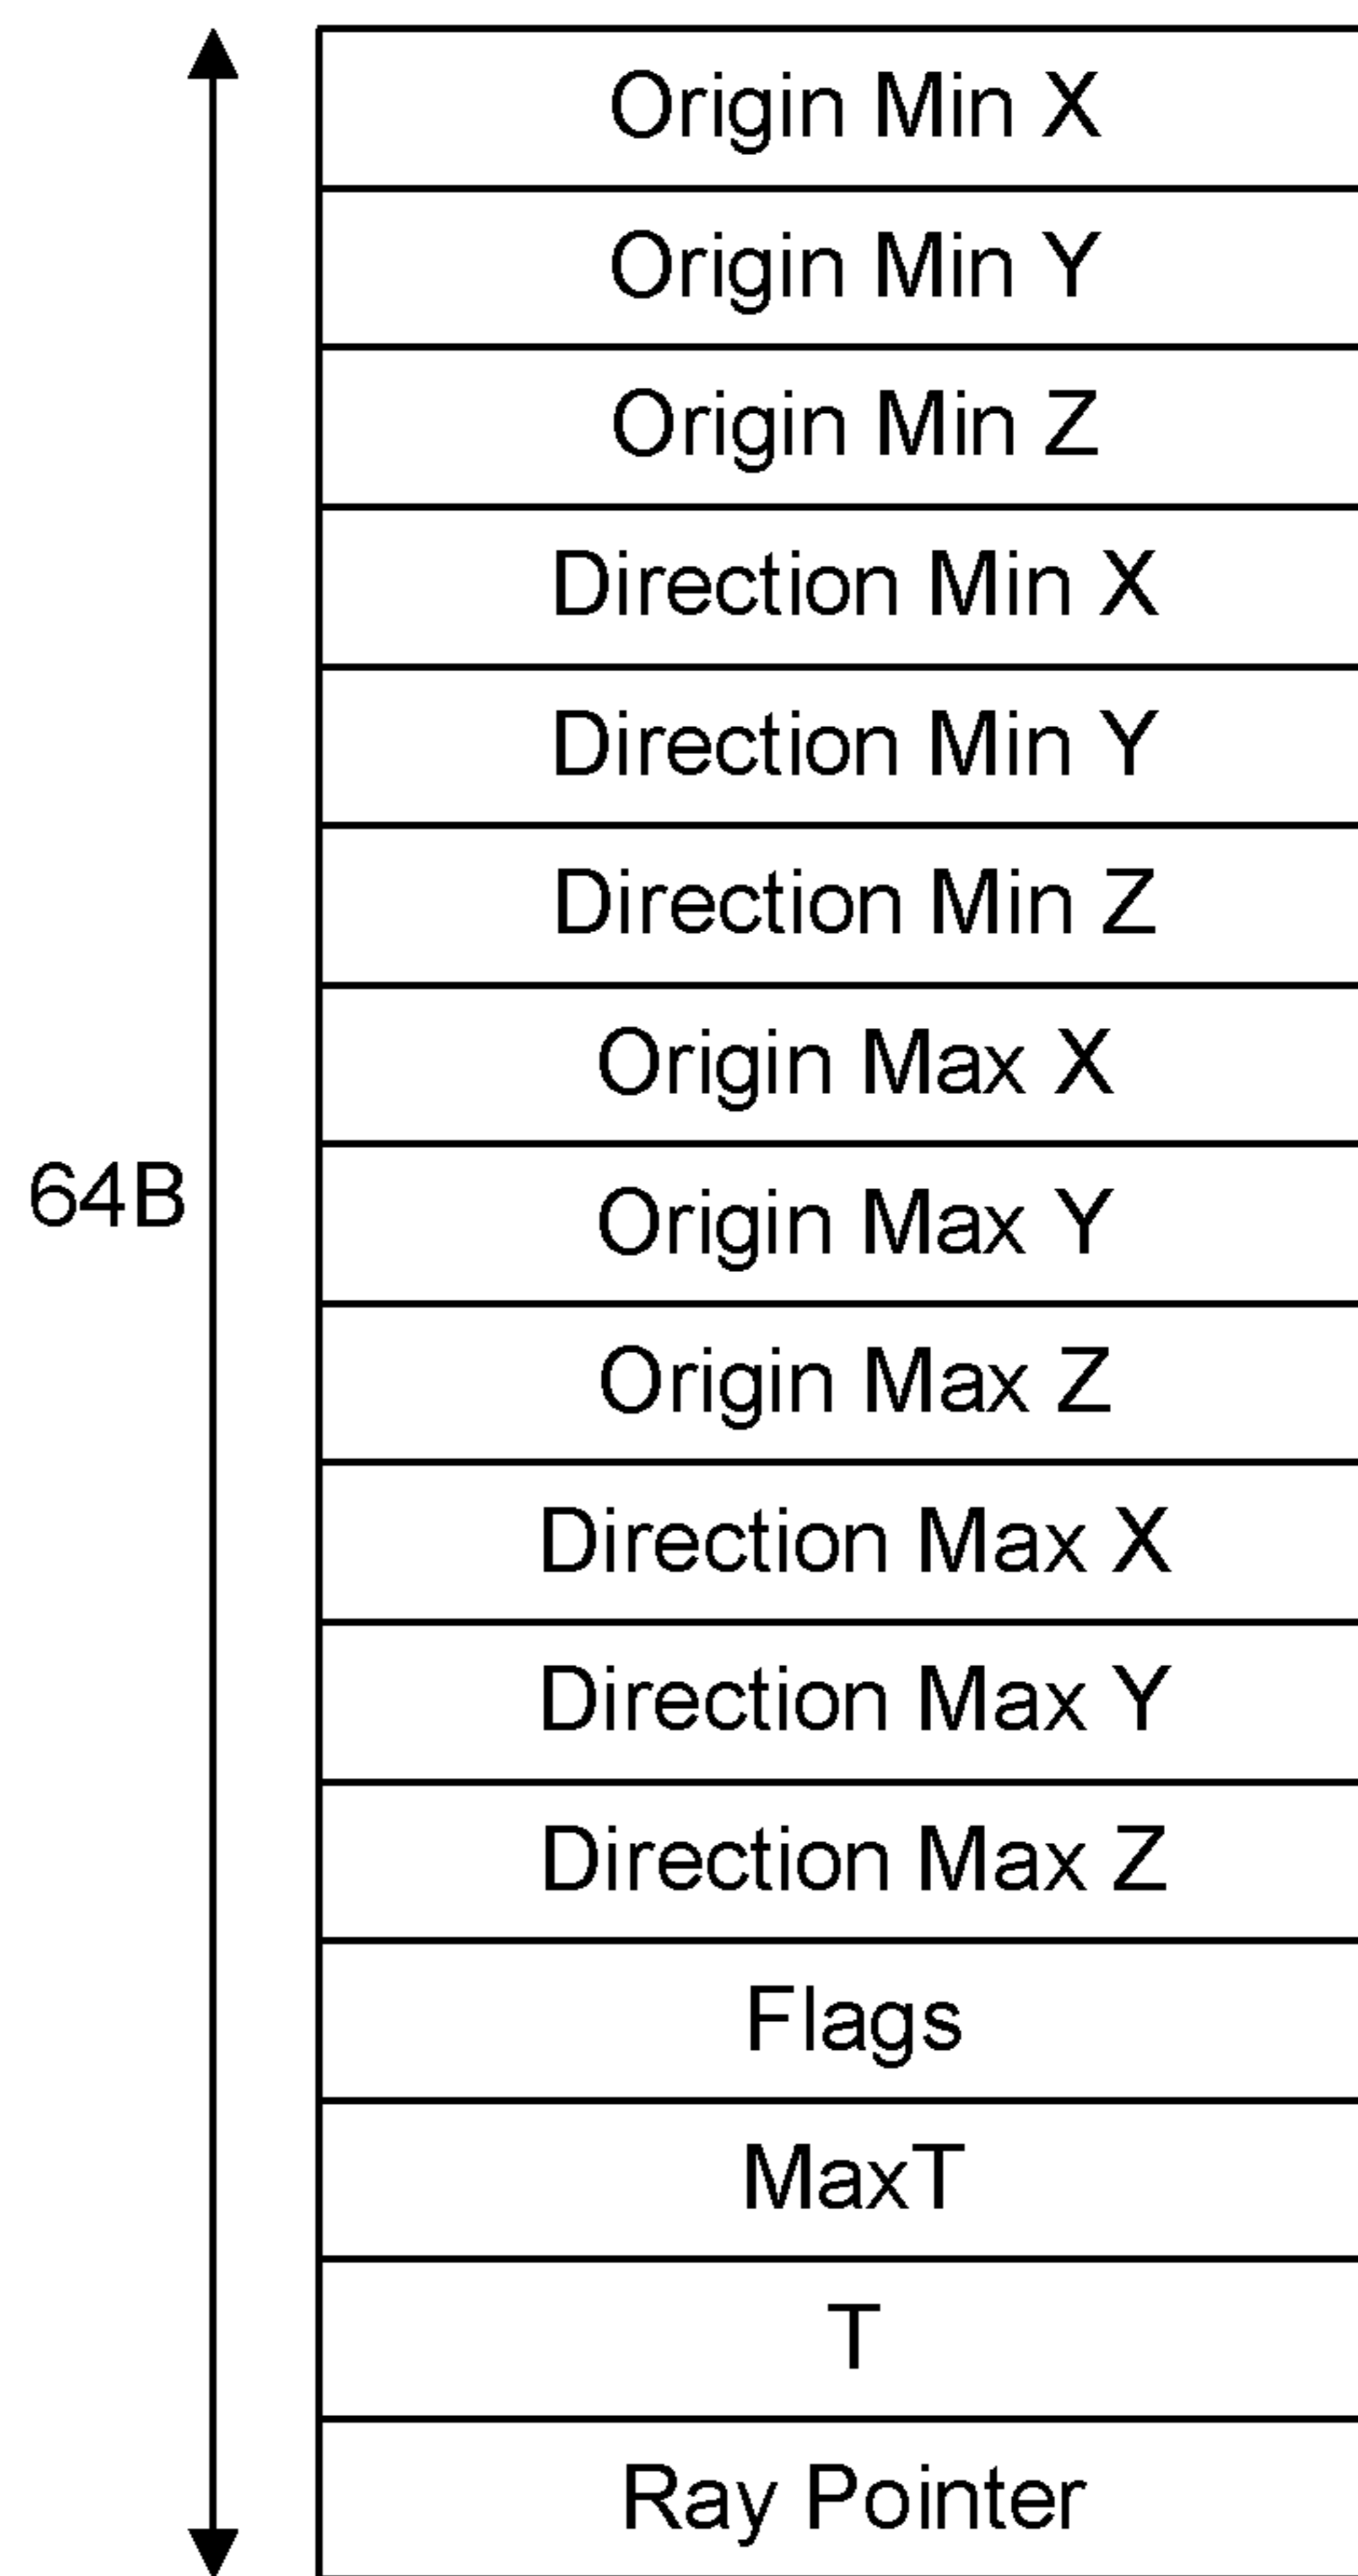 Origin Min X
Origin Min Y
Origin Min Z
Direction Min X
Direction Min Y
Direction Min Z
Origin Max X
64B
Origin Max Y
Origin Max Z
Direction Max X
Direction Max Y
Direction Max Z
Flags
MaxT
T
Ray Pointer